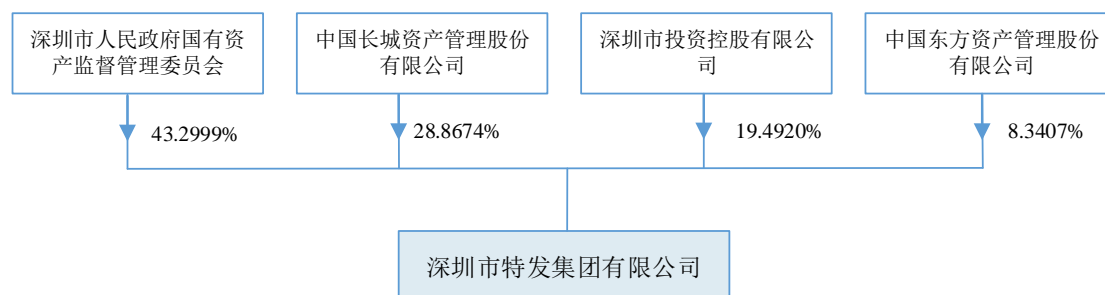 深圳市人民政府国有资
产监督管理委员会
中国长城资产管理股份
有限公司
深圳市投资控股有限公
司
中国东方资产管理股份
有限公司
43.2999%
28.8674%
19.4920%
8.3407%
深圳市特发集团有限公司